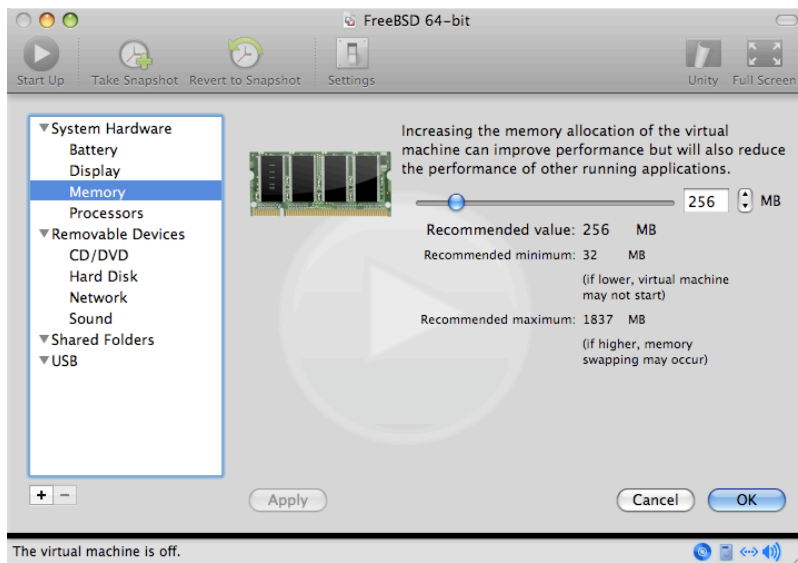 FreeBSD 64-bit
Start Up Take Snapshot Revert to Snapshot Settings Unity Full Screen
System Hardware
Battery
Display
Memory
Processors
Removable Devices
CD/DVD
Hard Disk
Network
Sound
Shared Folders
USB
Increasing the memory allocation of the virtual
machine can improve performance but will also reduce
the performance of other running applications.
256 MB
Recommended value: 256 MB
Recommended minimum: 32 MB
(if lower, virtual machine
may not start)
Recommended maximum: 1837 MB
(if higher, memory
swapping may occur)
+ −
Apply Cancel OK
The virtual machine is off.